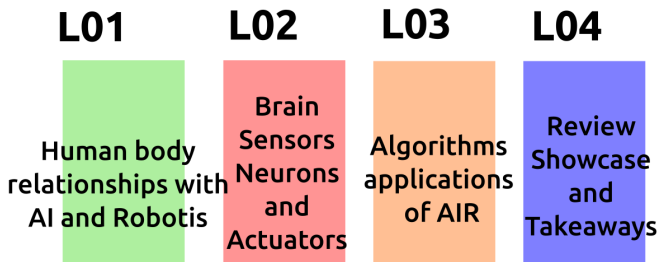 L01
Human body
relationships with
AI and Robotis
L02
Brain
Sensors
Neurons
and
Actuators
L03
Algorithms
applications
of AIR
L04
Review
Showcase
and
Takeaways